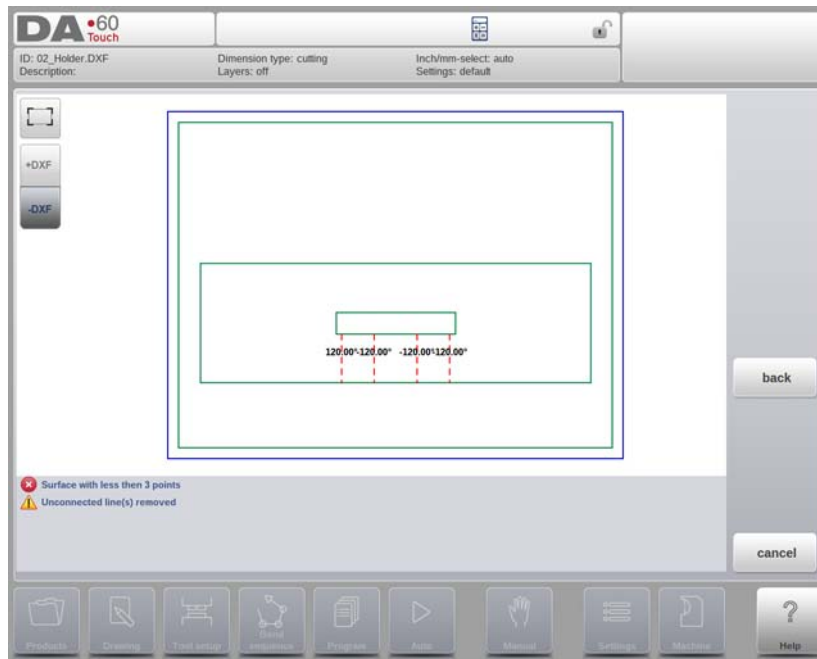 DA•60
Touch
ID: 02_Holder.DXF
Description:
Dimension type: cutting
Layers: off
Inch/mm-select: auto
Settings: default
+DXF
-DXF
120.00°-120.00° -120.00°120.00°
back
Surface with less then 3 points
Unconnected line(s) removed
cancel
Products
Drawing
Tool setup
Bend
sequence
Program
Auto
Manual
Settings
Machine
?
Help